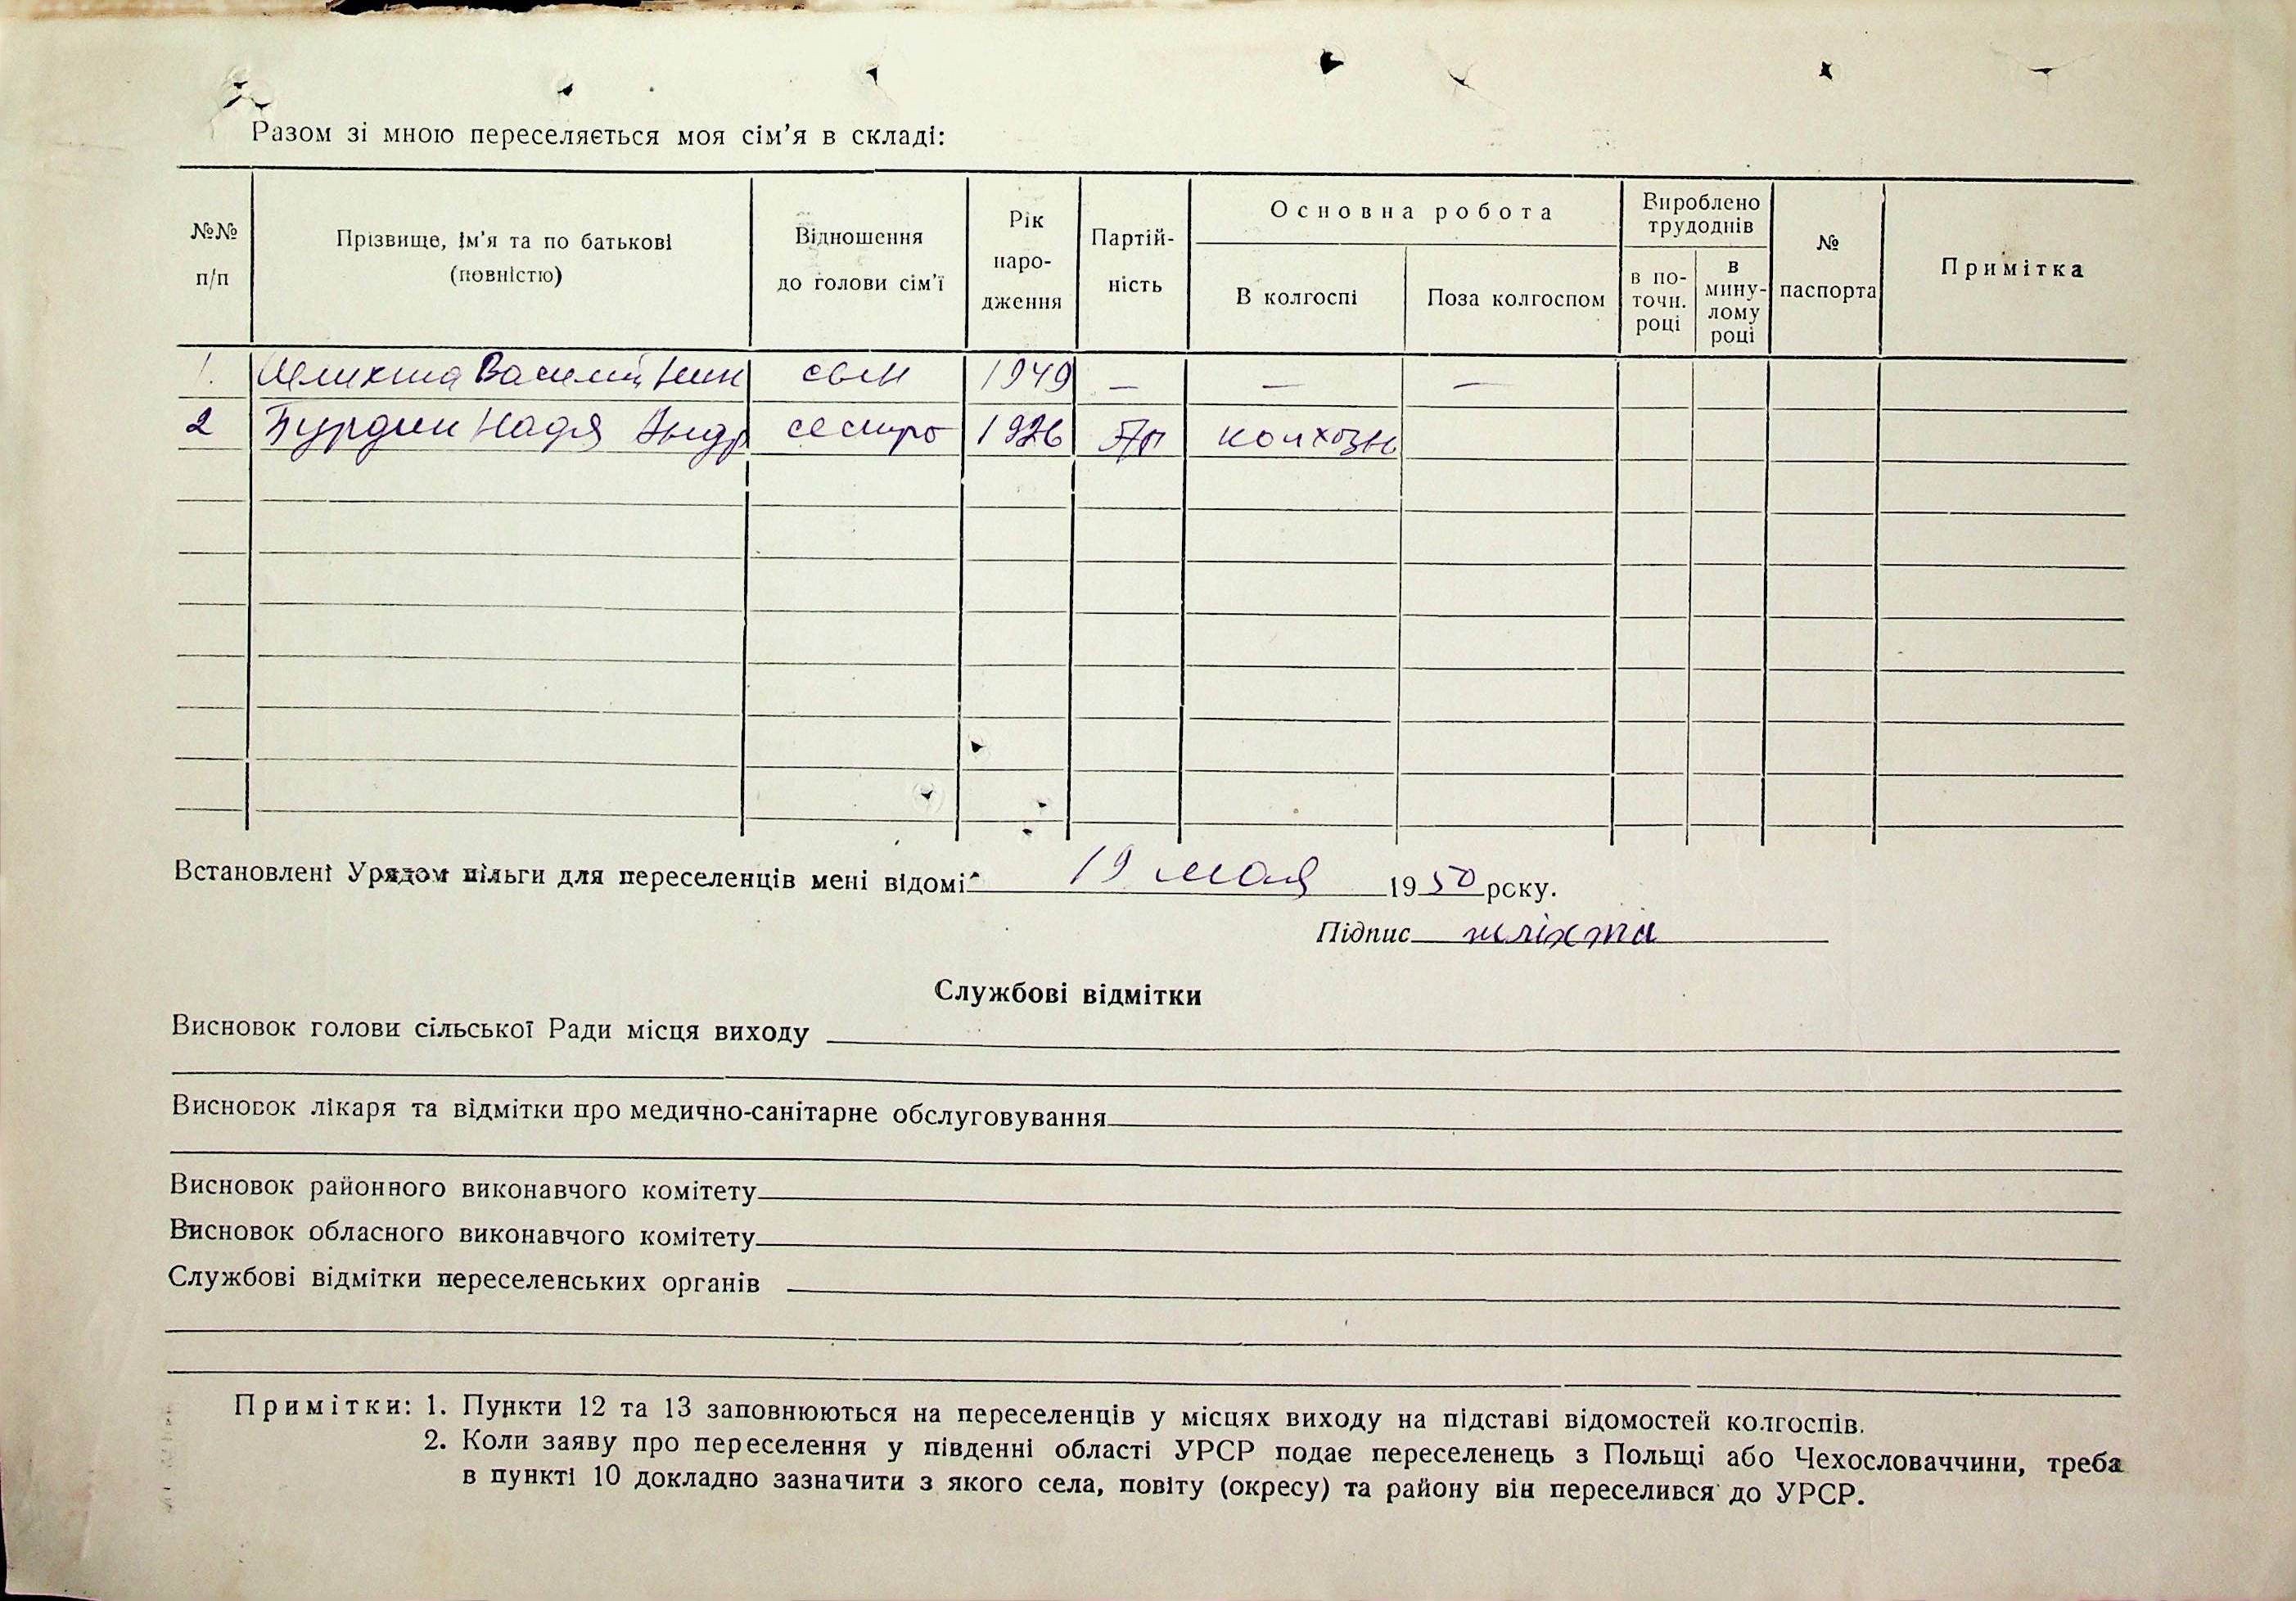 Разом зі мною переселяється моя сім'я в складі:
№№ п/п
Прізвище, ім'я та по батькові (повністю)
Відношення до голови сім'ї
Рік народження
Партійність
Основна робота
В колгоспі
Поза колгоспом
Вироблено трудоднів
в поточн. році
в минулому році
№ паспорта
Примітка
1. Шлихта Василий сын 1949 — — —
2 Бурдин Надя Андр сестра 1926 колхозн
Встановлені Урядом пільги для переселенців мені відомі 19 мая 1950 року.
Підпис шліхта
Службові відмітки
Висновок голови сільської Ради місця виходу
Висновок лікаря та відмітки про медично-санітарне обслуговування
Висновок районного виконавчого комітету
Висновок обласного виконавчого комітету
Службові відмітки переселенських органів
Примітки: 1. Пункти 12 та 13 заповнюються на переселенців у місцях виходу на підставі відомостей колгоспів.
2. Коли заяву про переселення у південні області УРСР подає переселенець з Польщі або Чехословаччини, треба
в пункті 10 докладно зазначити з якого села, повіту (окресу) та району він переселився до УРСР.